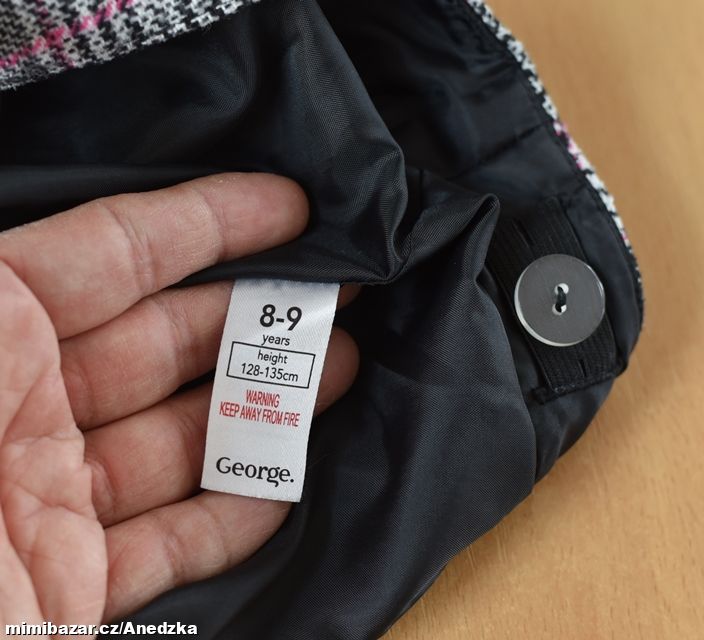 8-9
years
height
128-135cm
WARNING
KEEP AWAY FROM FIRE
George.
mimibazar.cz/Anedzka